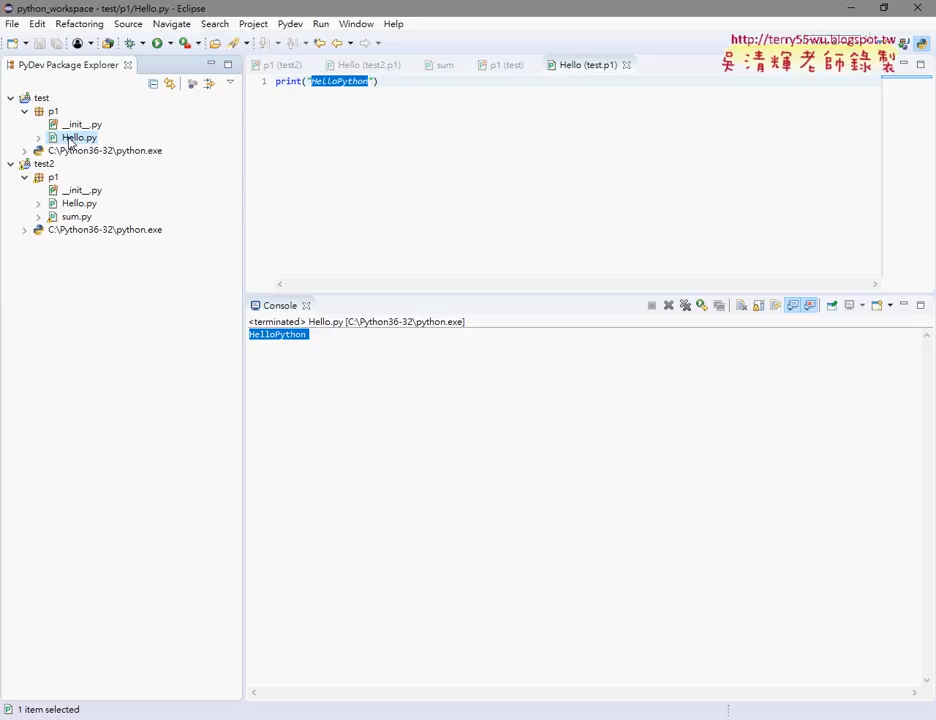 python_workspace - test/p1/Hello.py - Eclipse
File Edit Refactoring Source Navigate Search Project Pydev Run Window Help
http://terry55wu.blogspot.tw
吳清輝老師錄製
PyDev Package Explorer
p1 (test2) Hello (test2.p1) sum p1 (test) Hello (test.p1)
1 print("HelloPython")
test
p1
__init__.py
Hello.py
C:\Python36-32\python.exe
test2
p1
__init__.py
Hello.py
sum.py
C:\Python36-32\python.exe
Console
<terminated> Hello.py [C:\Python36-32\python.exe]
HelloPython
1 item selected